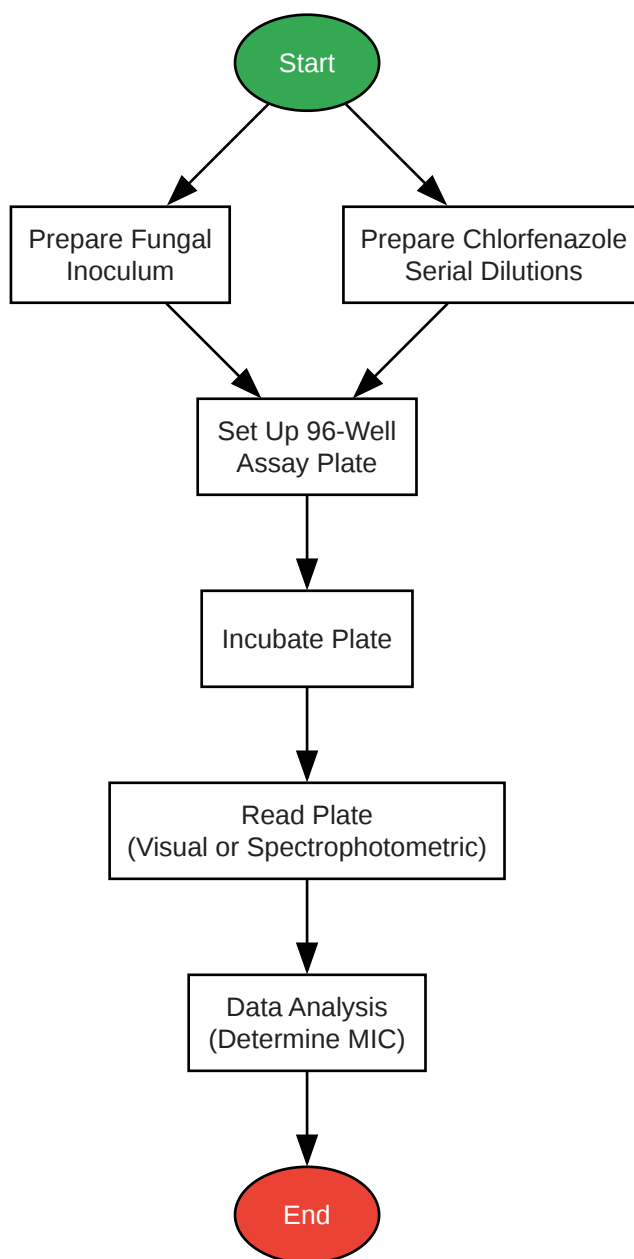 Start
Prepare Fungal
Inoculum
Prepare Chlorfenazole
Serial Dilutions
Set Up 96-Well
Assay Plate
Incubate Plate
Read Plate
(Visual or Spectrophotometric)
Data Analysis
(Determine MIC)
End